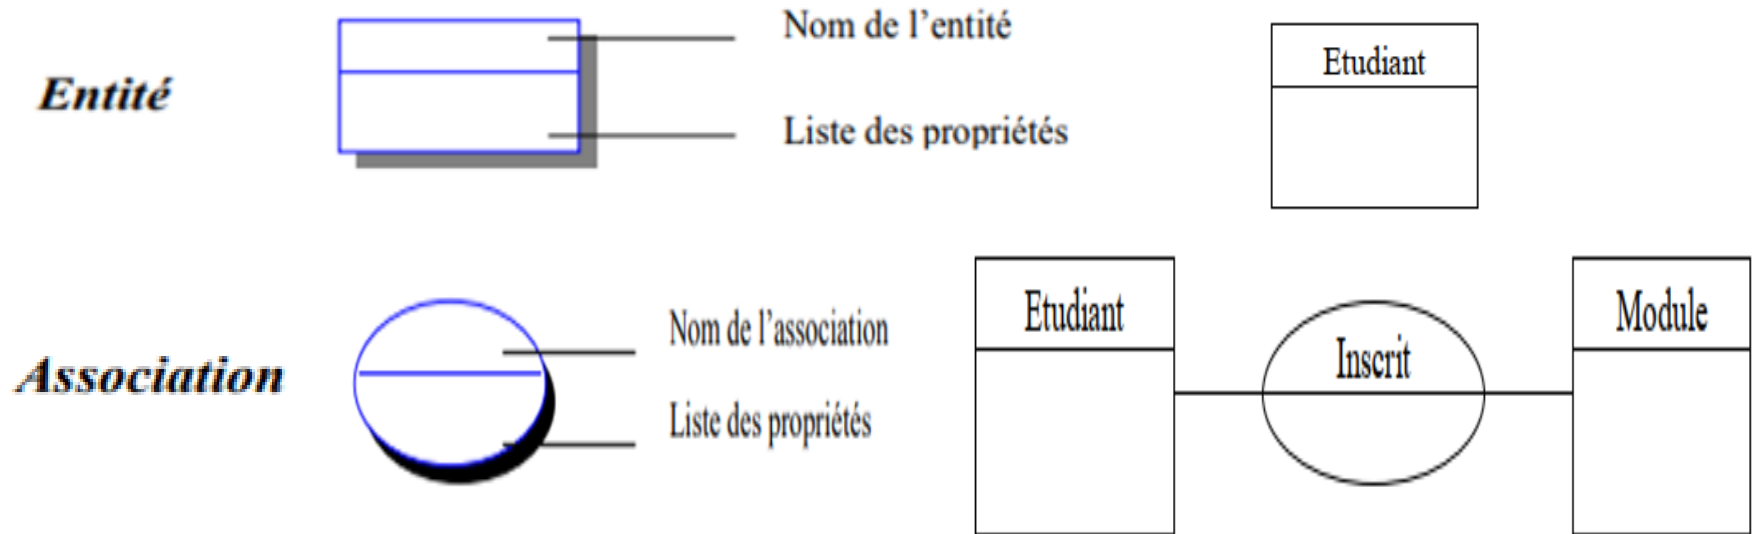 Nom de l'entité
Etudiant
Entité
Liste des propriétés
Etudiant
Module
Nom de l'association
Inscrit
Association
Liste des propriétés